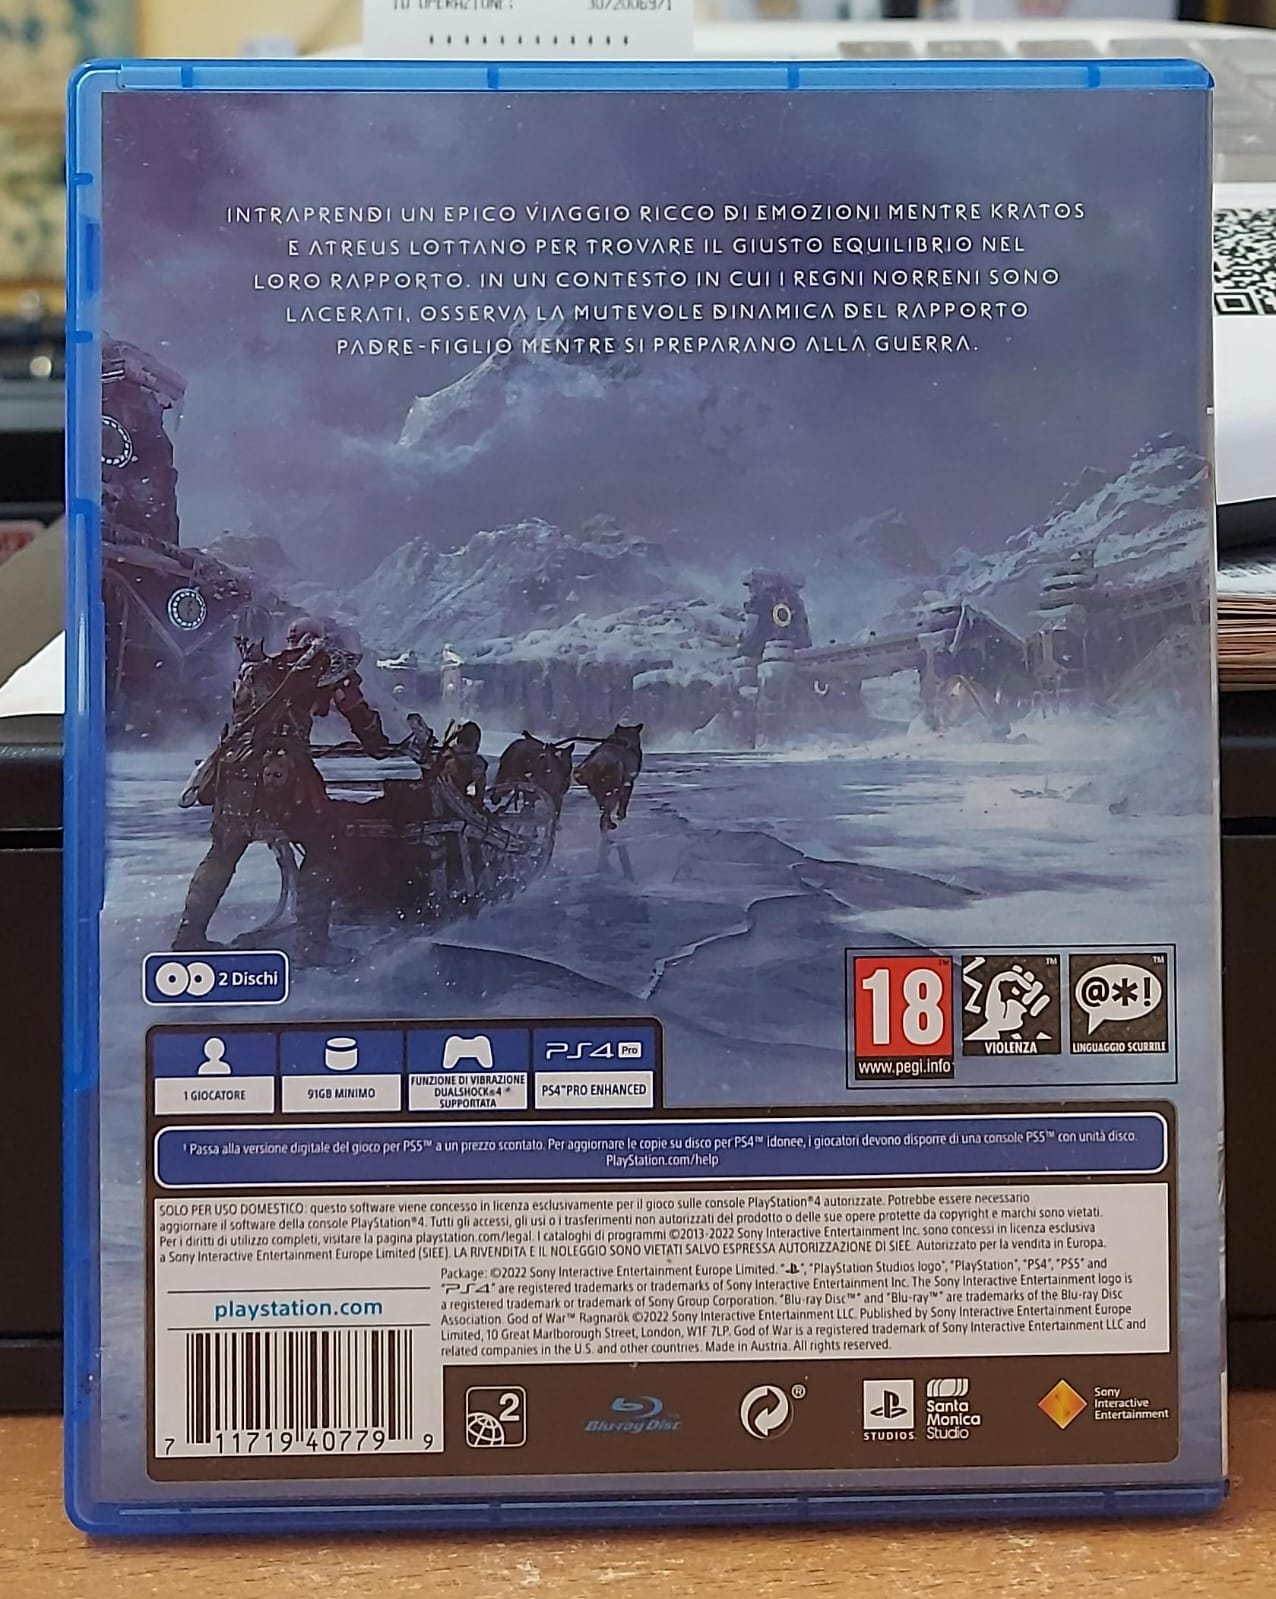 ID OPERAZIONE: 3072006971
INTRAPRENDI UN EPICO VIAGGIO RICCO DI EMOZIONI MENTRE KRATOS
E ATREUS LOTTANO PER TROVARE IL GIUSTO EQUILIBRIO NEL
LORO RAPPORTO. IN UN CONTESTO IN CUI I REGNI NORRENI SONO
LACERATI, OSSERVA LA MUTEVOLE DINAMICA DEL RAPPORTO
PADRE-FIGLIO MENTRE SI PREPARANO ALLA GUERRA.
2 Dischi
18
www.pegi.info
VIOLENZA
@*!
LINGUAGGIO SCURRILE
1 GIOCATORE
91GB MINIMO
FUNZIONE DI VIBRAZIONE
DUALSHOCK®4
SUPPORTATA
PS4 Pro
PS4™PRO ENHANCED
¹ Passa alla versione digitale del gioco per PS5™ a un prezzo scontato. Per aggiornare le copie su disco per PS4™ idonee, i giocatori devono disporre di una console PS5™ con unità disco.
PlayStation.com/help
SOLO PER USO DOMESTICO: questo software viene concesso in licenza esclusivamente per il gioco sulle console PlayStation®4 autorizzate. Potrebbe essere necessario
aggiornare il software della console PlayStation®4. Tutti gli accessi, gli usi o i trasferimenti non autorizzati del prodotto o delle sue opere protette da copyright e marchi sono vietati.
Per i diritti di utilizzo completi, visitare la pagina playstation.com/legal. I cataloghi di programmi ©2013-2022 Sony Interactive Entertainment Inc. sono concessi in licenza esclusiva
a Sony Interactive Entertainment Europe Limited (SIEE). LA RIVENDITA E IL NOLEGGIO SONO VIETATI SALVO ESPRESSA AUTORIZZAZIONE DI SIEE. Autorizzato per la vendita in Europa.
Package: ©2022 Sony Interactive Entertainment Europe Limited. "", "PlayStation Studios logo", "PlayStation", "PS4", "PS5" and
"PS4" are registered trademarks or trademarks of Sony Interactive Entertainment Inc. The Sony Interactive Entertainment logo is
a registered trademark or trademark of Sony Group Corporation. "Blu-ray Disc™" and "Blu-ray™" are trademarks of the Blu-ray Disc
Association. God of War™ Ragnarök ©2022 Sony Interactive Entertainment LLC. Published by Sony Interactive Entertainment Europe
Limited, 10 Great Marlborough Street, London, W1F 7LP. God of War is a registered trademark of Sony Interactive Entertainment LLC and
related companies in the U.S. and other countries. Made in Austria. All rights reserved.
playstation.com
7 11719 40779 9
2
Blu-ray Disc
STUDIOS
Santa
Monica
Studio
Sony
Interactive
Entertainment